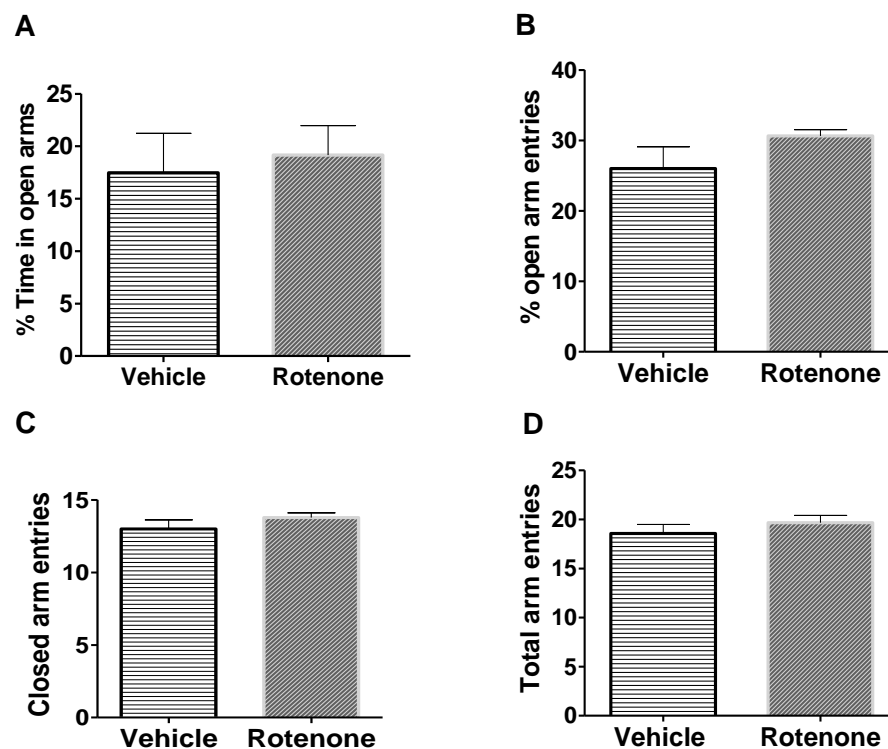 A
% Time in open arms
25
20
15
10
5
0
Vehicle Rotenone
B
% open arm entries
40
30
20
10
0
Vehicle Rotenone
C
Closed arm entries
15
10
5
0
Vehicle Rotenone
D
Total arm entries
25
20
15
10
5
0
Vehicle Rotenone